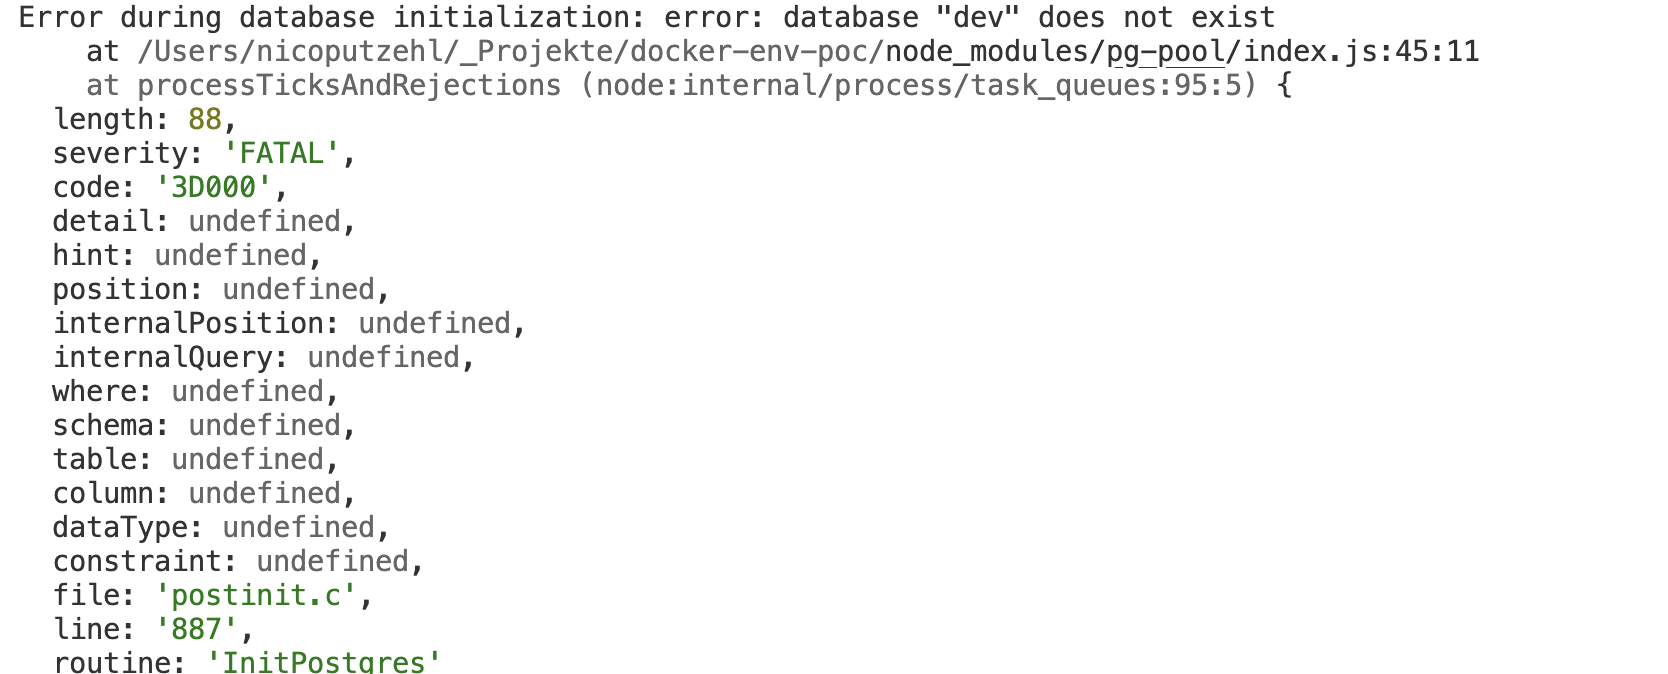 Error during database initialization: error: database "dev" does not exist
    at /Users/nicoputzehl/_Projekte/docker-env-poc/node_modules/pg-pool/index.js:45:11
    at processTicksAndRejections (node:internal/process/task_queues:95:5) {
  length: 88,
  severity: 'FATAL',
  code: '3D000',
  detail: undefined,
  hint: undefined,
  position: undefined,
  internalPosition: undefined,
  internalQuery: undefined,
  where: undefined,
  schema: undefined,
  table: undefined,
  column: undefined,
  dataType: undefined,
  constraint: undefined,
  file: 'postinit.c',
  line: '887',
  routine: 'InitPostgres'